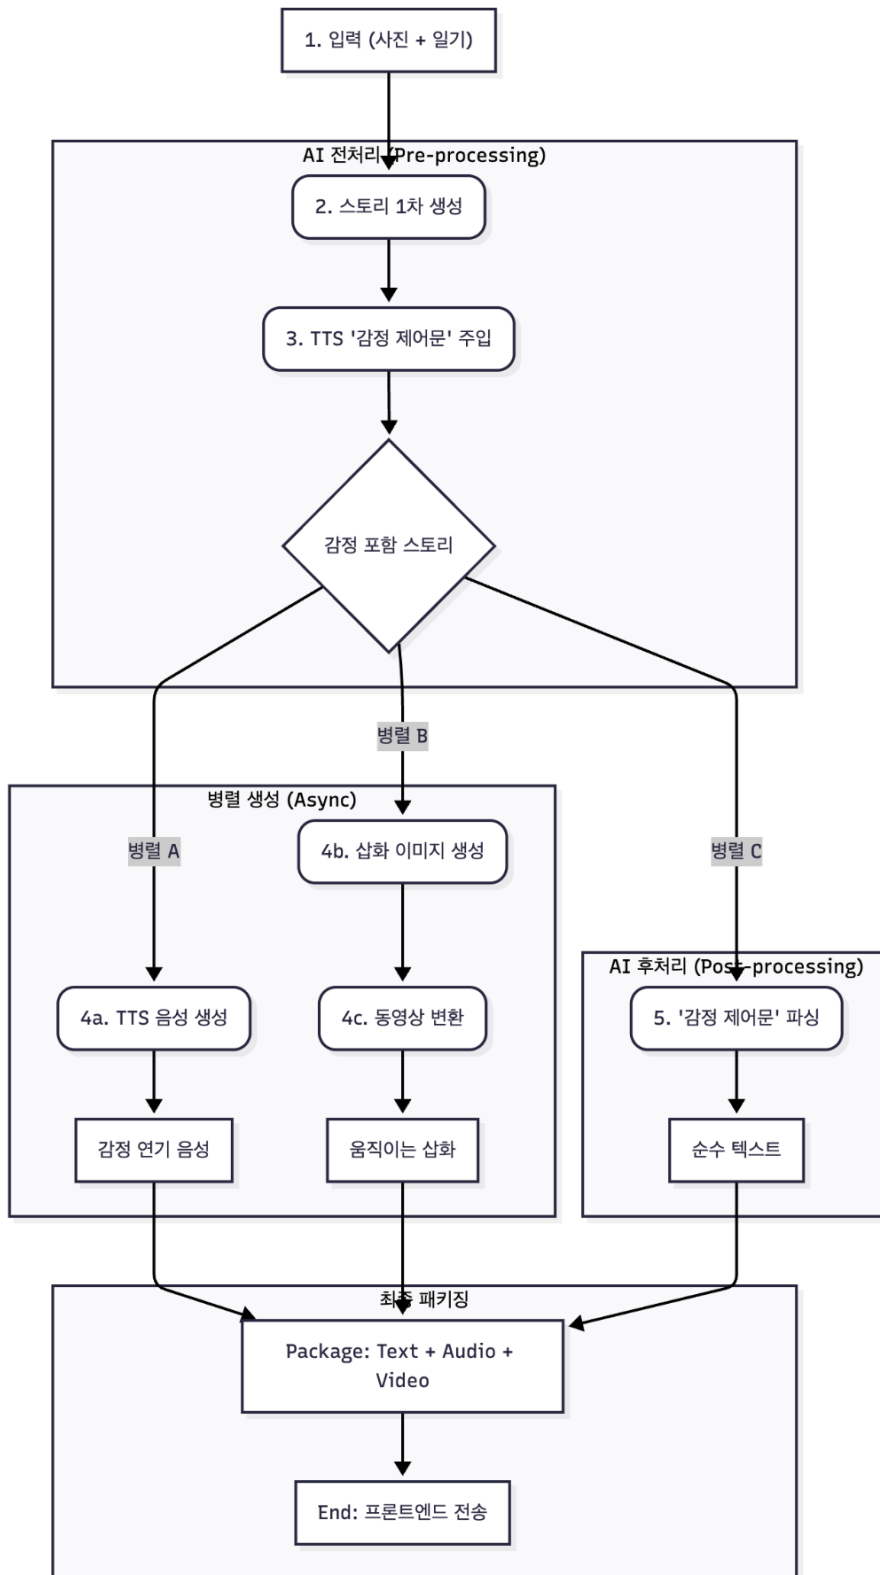 1. 입력 (사진 + 일기)
AI 전처리 (Pre-processing)
2. 스토리 1차 생성
3. TTS '감정 제어문' 주입
감정 포함 스토리
병렬 B
병렬 생성 (Async)
4b. 삽화 이미지 생성
병렬 A
병렬 C
AI 후처리 (Post-processing)
4a. TTS 음성 생성
4c. 동영상 변환
5. '감정 제어문' 파싱
감정 연기 음성
움직이는 삽화
순수 텍스트
최종 패키징
Package: Text + Audio +
Video
End: 프론트엔드 전송